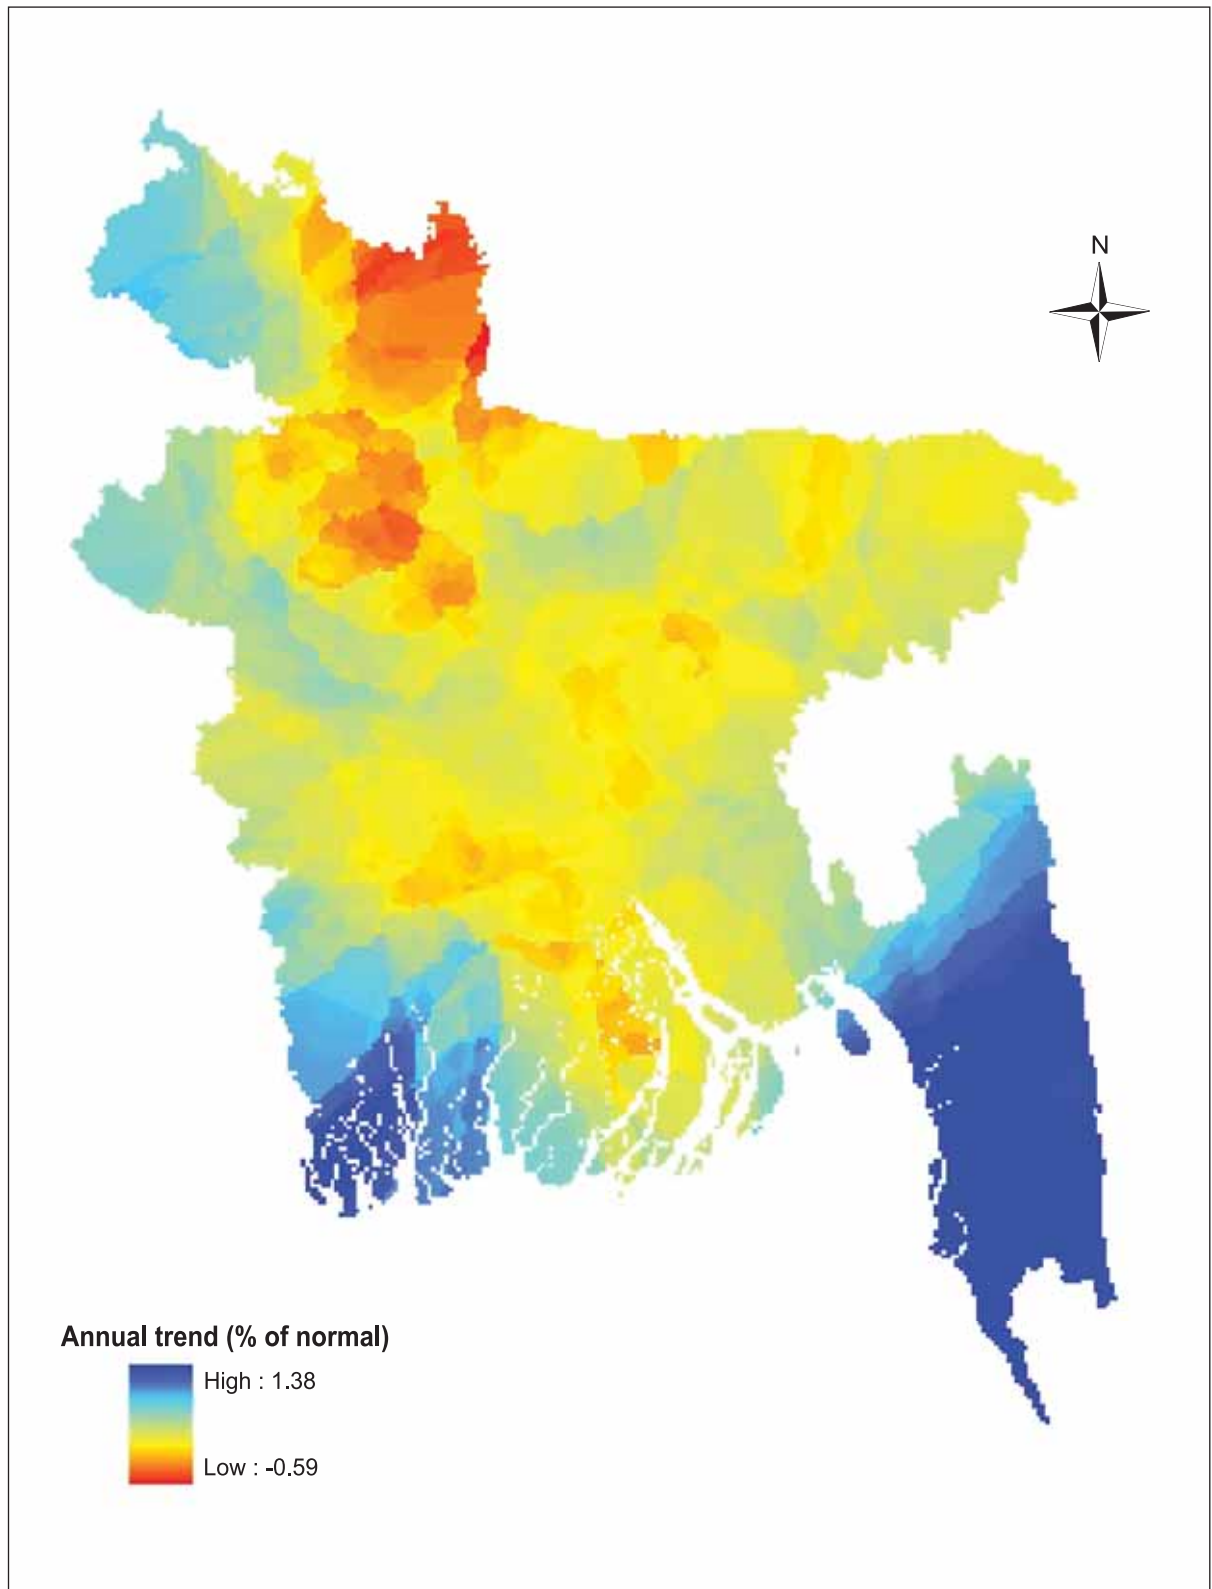 N
Annual trend (% of normal)
High : 1.38
Low : -0.59